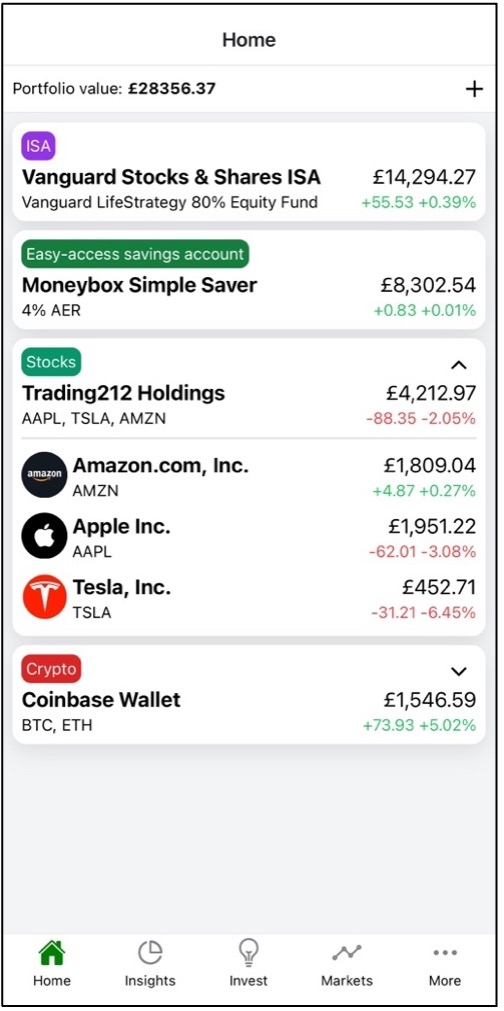 Home
Portfolio value: £28356.37 +
ISA
Vanguard Stocks & Shares ISA £14,294.27
Vanguard LifeStrategy 80% Equity Fund +55.53 +0.39%
Easy-access savings account
Moneybox Simple Saver £8,302.54
4% AER +0.83 +0.01%
Stocks
Trading212 Holdings £4,212.97
AAPL, TSLA, AMZN -88.35 -2.05%
amazon Amazon.com, Inc. £1,809.04
AMZN +4.87 +0.27%
Apple Inc. £1,951.22
AAPL -62.01 -3.08%
Tesla, Inc. £452.71
TSLA -31.21 -6.45%
Crypto
Coinbase Wallet £1,546.59
BTC, ETH +73.93 +5.02%
Home Insights Invest Markets More